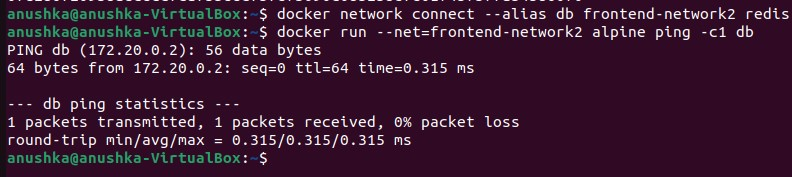 anushka@anushka-VirtualBox:~$ docker network connect --alias db frontend-network2 redis
anushka@anushka-VirtualBox:~$ docker run --net=frontend-network2 alpine ping -c1 db
PING db (172.20.0.2): 56 data bytes
64 bytes from 172.20.0.2: seq=0 ttl=64 time=0.315 ms

--- db ping statistics ---
1 packets transmitted, 1 packets received, 0% packet loss
round-trip min/avg/max = 0.315/0.315/0.315 ms
anushka@anushka-VirtualBox:~$